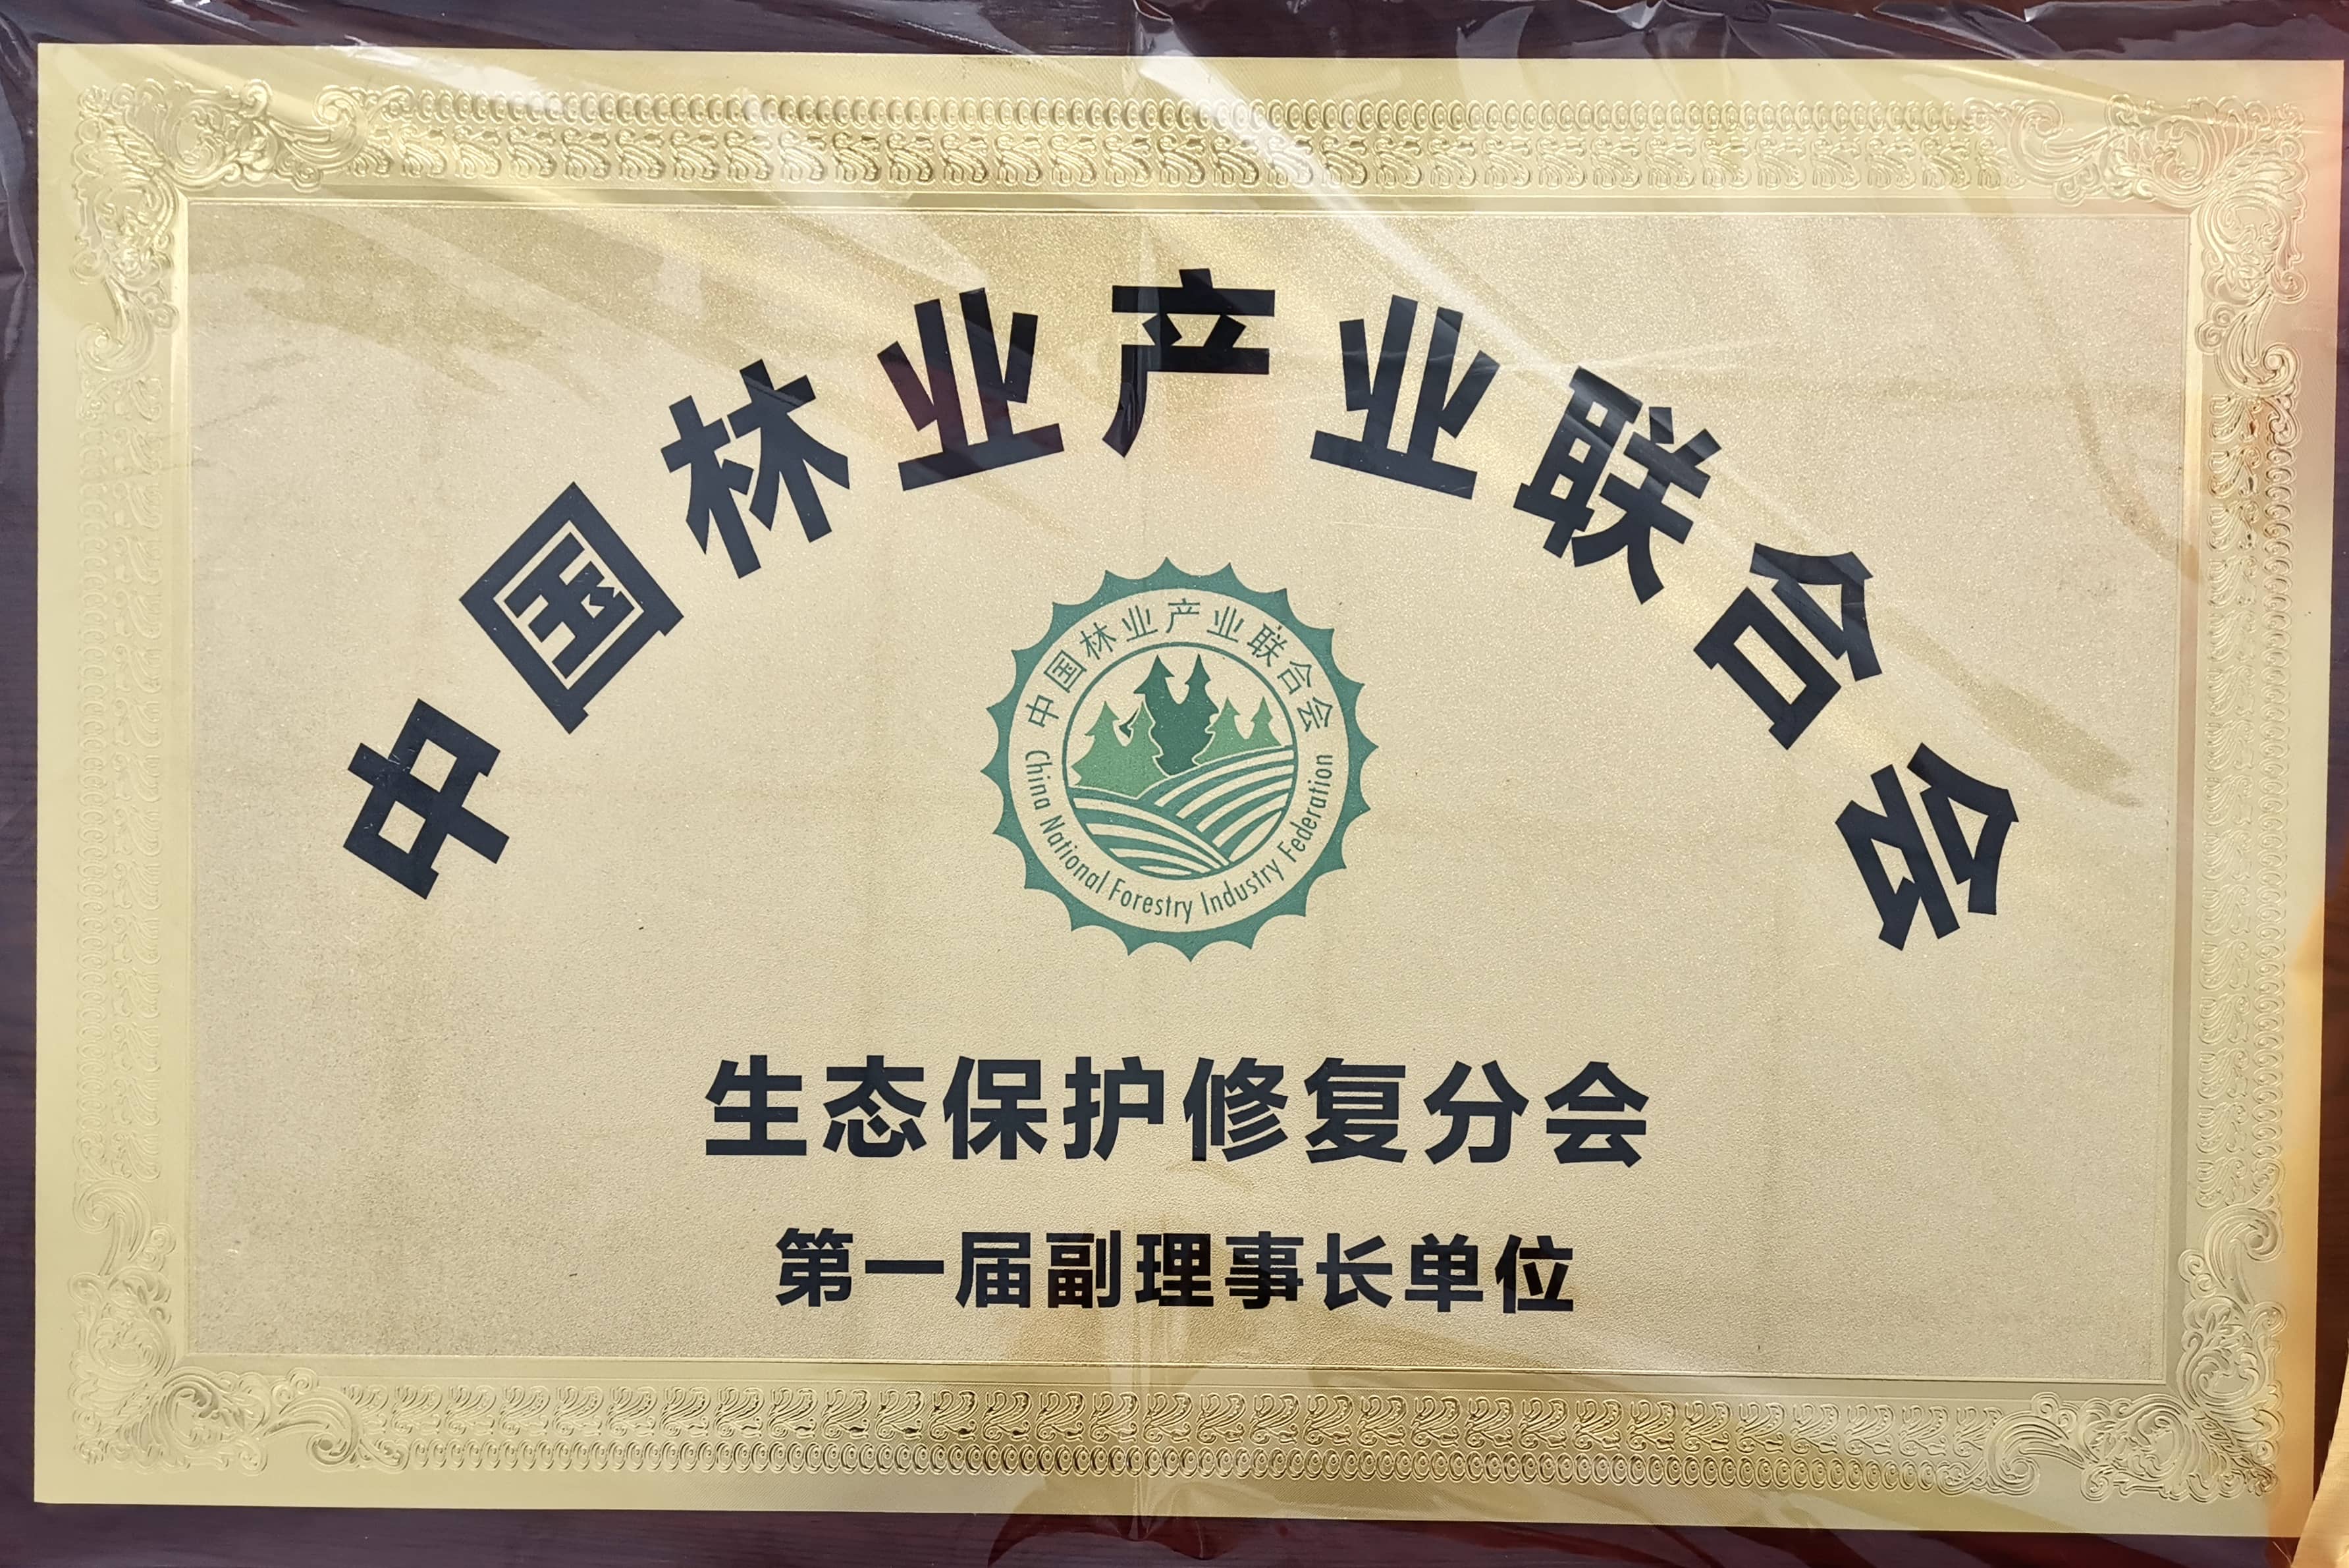 中国林业产业联合会
中国林业产业联合会
China National Forestry Industry Federation
生态保护修复分会
第一届副理事长单位